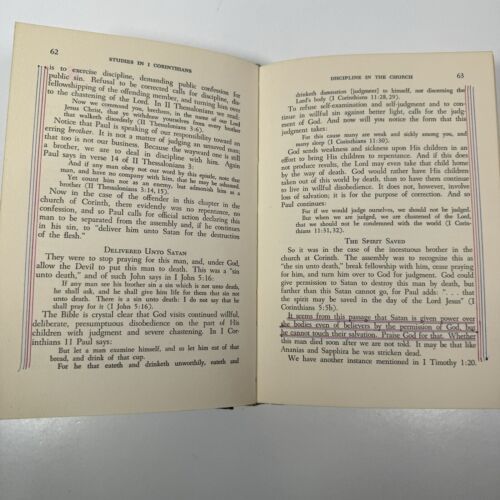 62
STUDIES IN I CORINTHIANS
is to exercise discipline, demanding public confession for
public sin. Refusal to be corrected calls for discipline, dis-
fellowshipping of the offending member, and turning him over
to the chastening of the Lord. In II Thessalonians we read:
Now we command you, brethren, in the name of our Lord
Jesus Christ, that ye withdraw yourselves from every brother
that walketh disorderly (II Thessalonians 3:6).
Notice that Paul is speaking of our responsibility toward an
erring brother. It is not a matter of judging an unsaved man;
that too is not our business. Because the wayward one is still
a brother, we are to deal in discipline with him. Again
Paul says in verse 14 of II Thessalonians 3:
And if any man obey not our word by this epistle, note that
man, and have no company with him, that he may be ashamed.
Yet count him not as an enemy, but admonish him as a
brother (II Thessalonians 3:14, 15).
Now in the case of the offender in this chapter in the
church of Corinth, there evidently was no repentance, no
confession, and so Paul calls for official action declaring this
man to be cut off from the assembly, and if he continues
in his sin, to "deliver him unto Satan for the destruction
of the flesh."
DELIVERED UNTO SATAN
They were to stop praying for this man, and, under God,
allow the Devil to put this man to death. This was a "sin
unto death," and of such John says in I John 5:16:
If any man see his brother sin a sin which is not unto death,
he shall ask, and he shall give him life for them that sin not
unto death. There is a sin unto death: I do not say that he
shall pray for it (I John 5:16).
The Bible is crystal clear that God visits continued willful,
deliberate, presumptuous disobedience on the part of His
children with judgment and severe chastening. In I Cor-
inthians 11 Paul says:
But let a man examine himself, and so let him eat of that
bread, and drink of that cup.
For he that eateth and drinketh unworthily, eateth and
DISCIPLINE IN THE CHURCH
63
drinketh damnation [judgment] to himself, not discerning the
Lord's body (I Corinthians 11:28, 29).
To refuse self-examination and self-judgment and to con-
tinue in willful sin against better light, calls for the judg-
ment of God. And now will you notice the form that this
judgment takes:
For this cause many are weak and sickly among you, and
many sleep (I Corinthians 11:30).
God sends weakness and sickness upon His children in an
effort to bring His children to repentance. And if this does
not produce results, the Lord may even take that child home
by way of death. God would rather have His children taken
out of this world by death, than to have them continue
to live in willful disobedience. It does not, however, involve
loss of salvation; it is for the purpose of correction. And so
Paul continues:
For if we would judge ourselves, we should not be judged.
But when we are judged, we are chastened of the Lord, that
we should not be condemned with the world (I Corin-
thians 11:31, 32).
THE SPIRIT SAVED
So it was in the case of the incestuous brother in the church
at Corinth. The assembly was to recognize this as "the sin
unto death," break fellowship with him, cease praying
for him, and turn him over to God for judgment. God could
give permission to Satan to destroy this man by death, but
farther than this Satan cannot go, for Paul adds: ". . . that
the spirit may be saved in the day of the Lord Jesus" (I
Corinthians 5:5b).
It seems from this passage that Satan is given power over
the bodies even of believers by the permission of God, but
he cannot touch their salvation. Praise God for that. Whether
this man died soon after we are not told. It may be that like
Ananias and Sapphira he was stricken dead.
We have another instance mentioned in I Timothy 1:20.